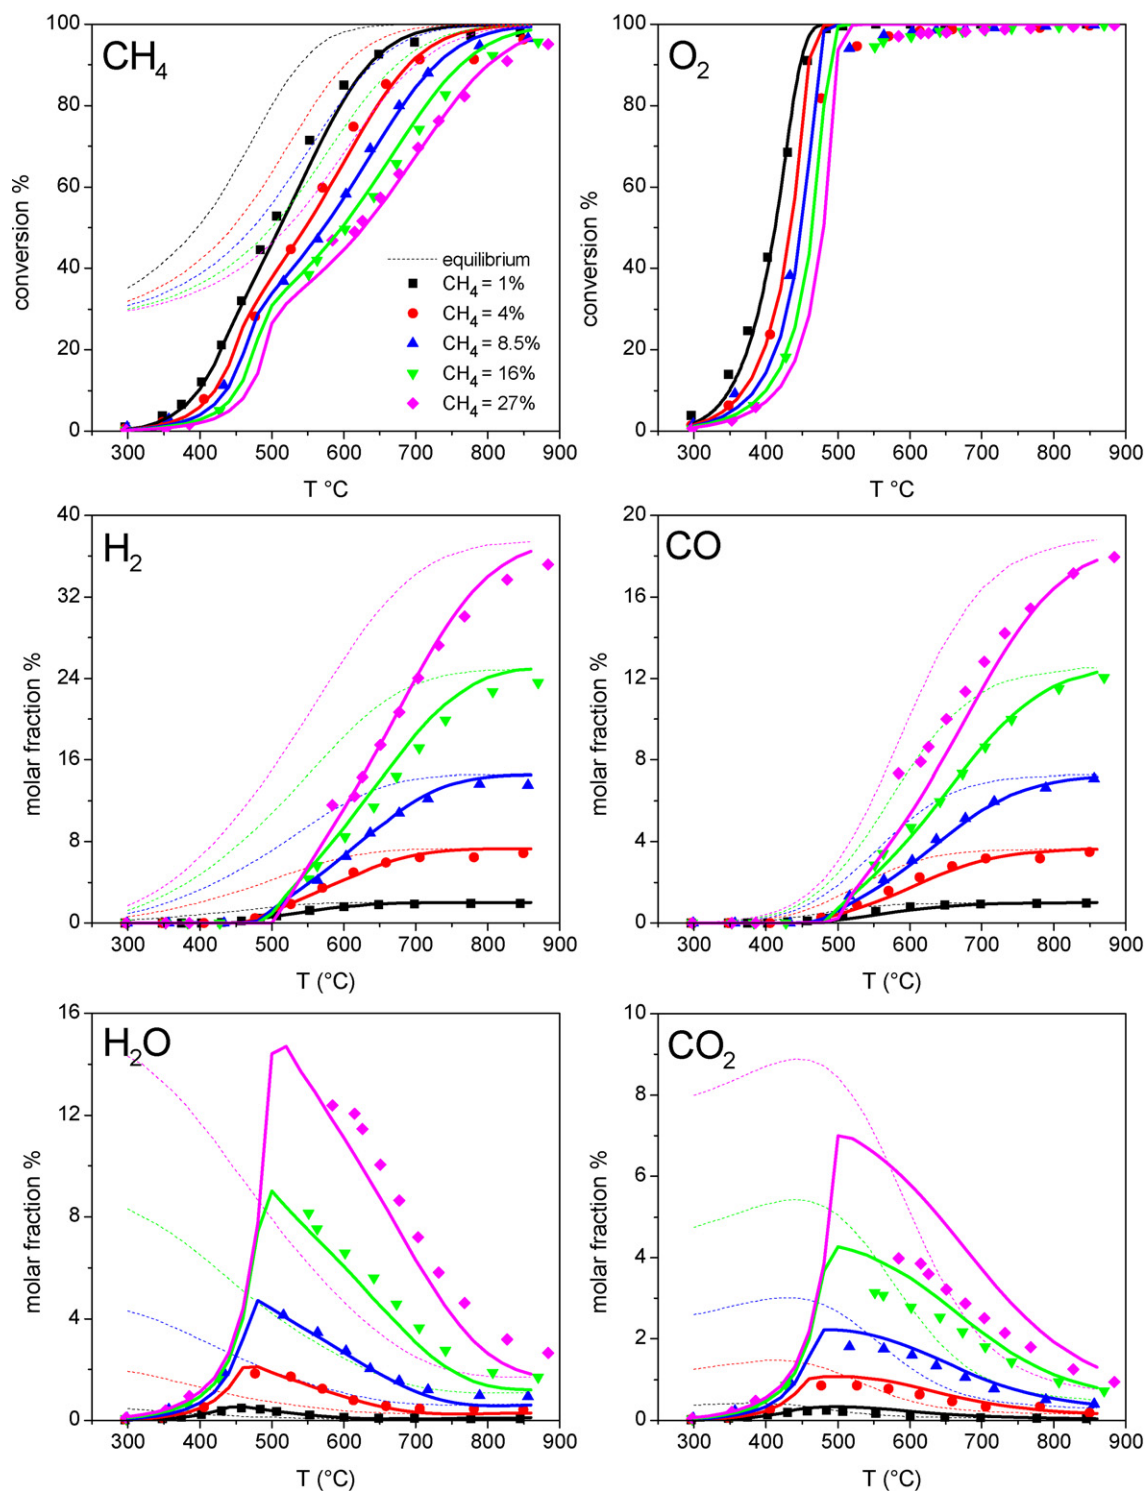 CH4
conversion %
100
80
60
40
20
0
equilibrium
CH4 = 1%
CH4 = 4%
CH4 = 8.5%
CH4 = 16%
CH4 = 27%
300 400 500 600 700 800 900
T °C
O2
conversion %
100
80
60
40
20
0
300 400 500 600 700 800 900
T °C
H2
molar fraction %
40
32
24
16
8
0
300 400 500 600 700 800 900
T (°C)
CO
molar fraction %
20
16
12
8
4
0
300 400 500 600 700 800 900
T (°C)
H2O
molar fraction %
16
12
8
4
0
300 400 500 600 700 800 900
T (°C)
CO2
molar fraction %
10
8
6
4
2
0
300 400 500 600 700 800 900
T (°C)